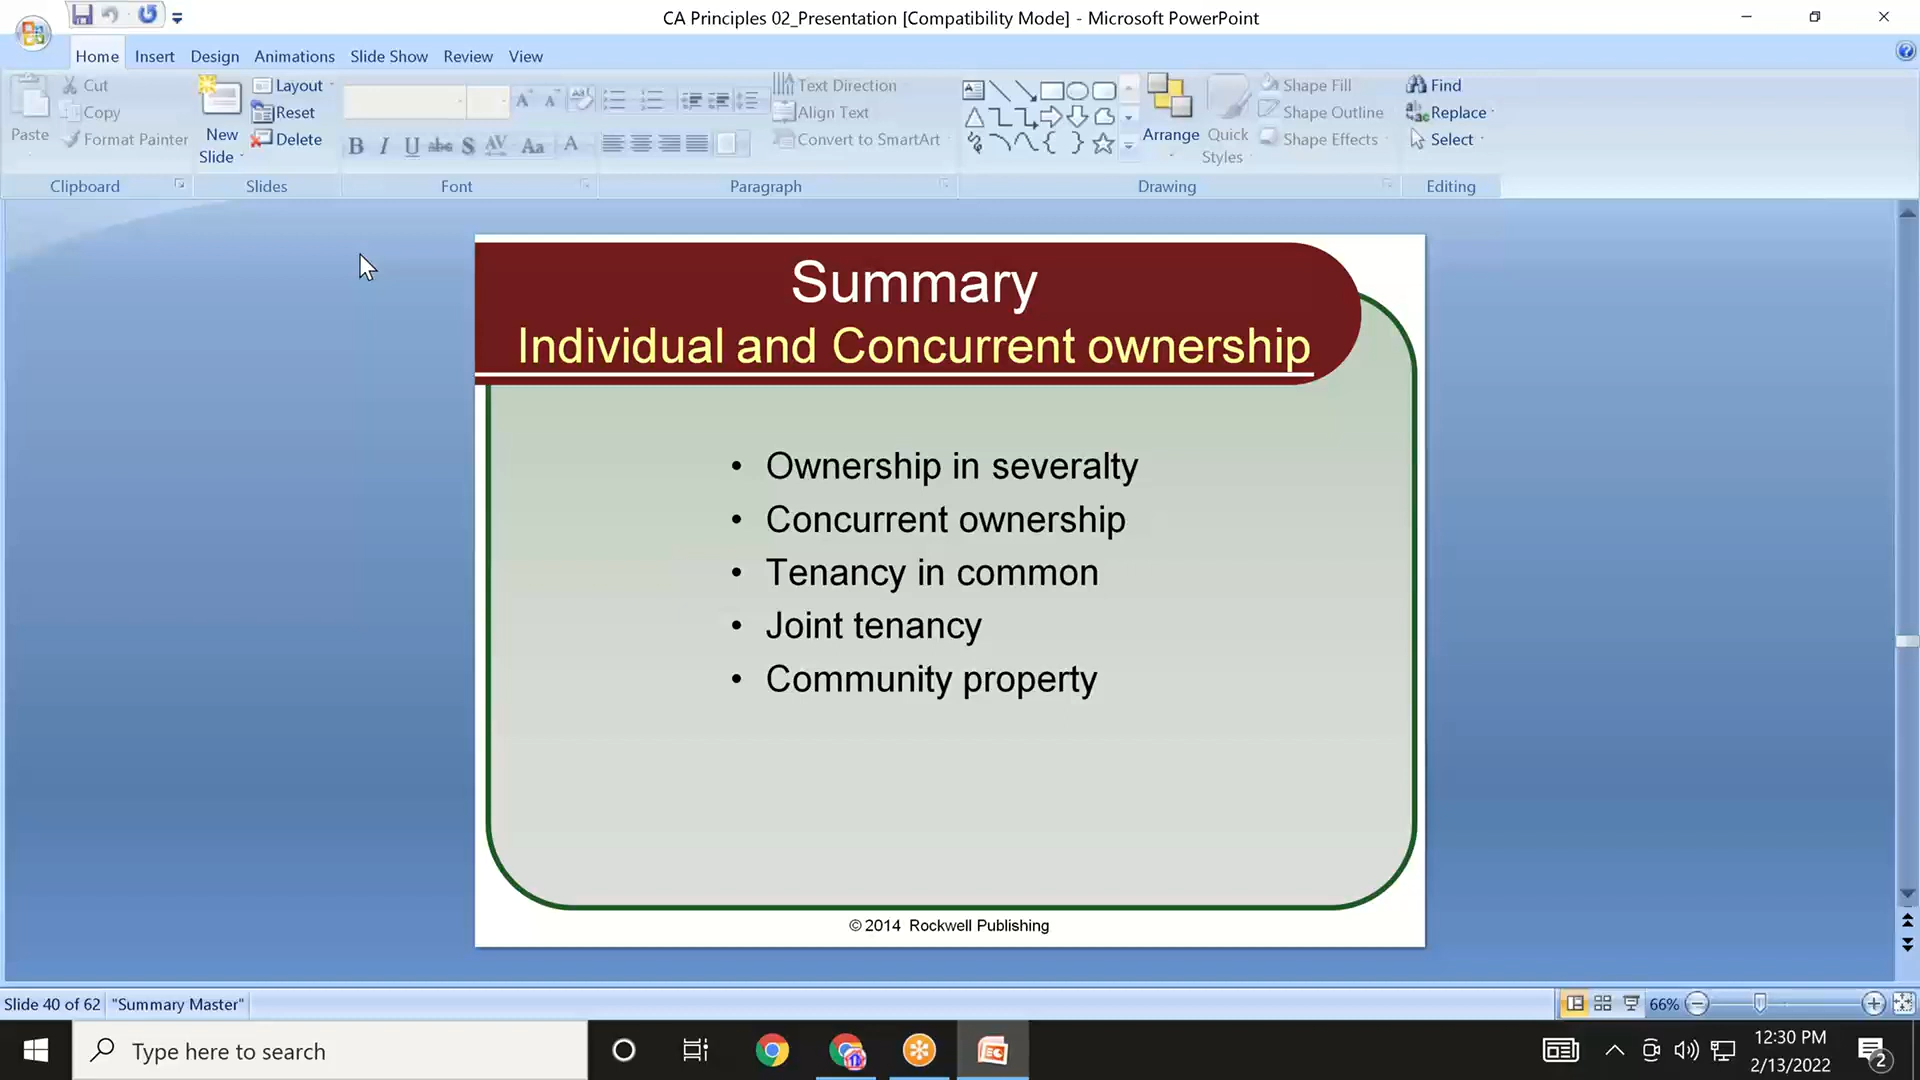 CA Principles 02_Presentation [Compatibility Mode] - Microsoft PowerPoint
Home Insert Design Animations Slide Show Review View
Paste
Cut
Copy
Format Painter
Clipboard
New Slide
Layout
Reset
Delete
Slides
B I U abc S AV Aa A
Font
Text Direction
Align Text
Convert to SmartArt
Paragraph
Arrange
Quick Styles
Shape Fill
Shape Outline
Shape Effects
Drawing
Find
Replace
Select
Editing
Summary
Individual and Concurrent ownership
• Ownership in severalty
• Concurrent ownership
• Tenancy in common
• Joint tenancy
• Community property
© 2014 Rockwell Publishing
Slide 40 of 62 "Summary Master" 66%
Type here to search
12:30 PM
2/13/2022
2